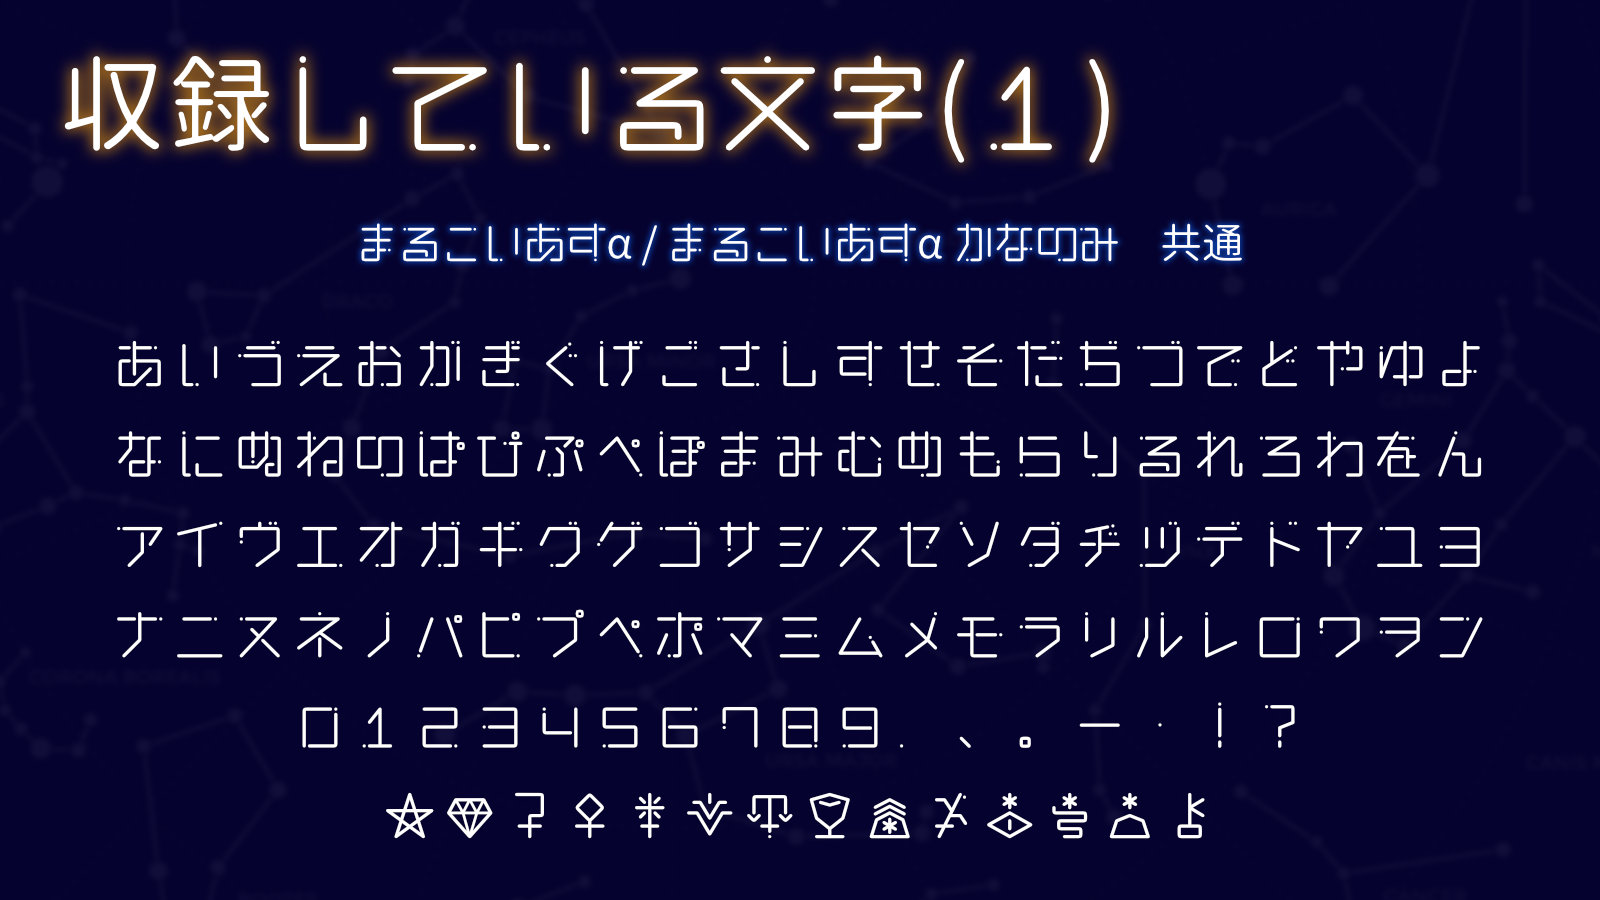 収録している文字(1)
まるこいあすα / まるこいあすα かなのみ　共通
あいゔえおがぎぐげごさしすせそだちづでどやゆよ
なにぬねのぱぴぷぺぽまみむめもらりるれろわをん
アイヴエオガギグゲゴサシスセソダチヅデドヤユヨ
ナニヌネノパピプペポマミムメモラリルレロワヲン
0123456789.、。ー・！？